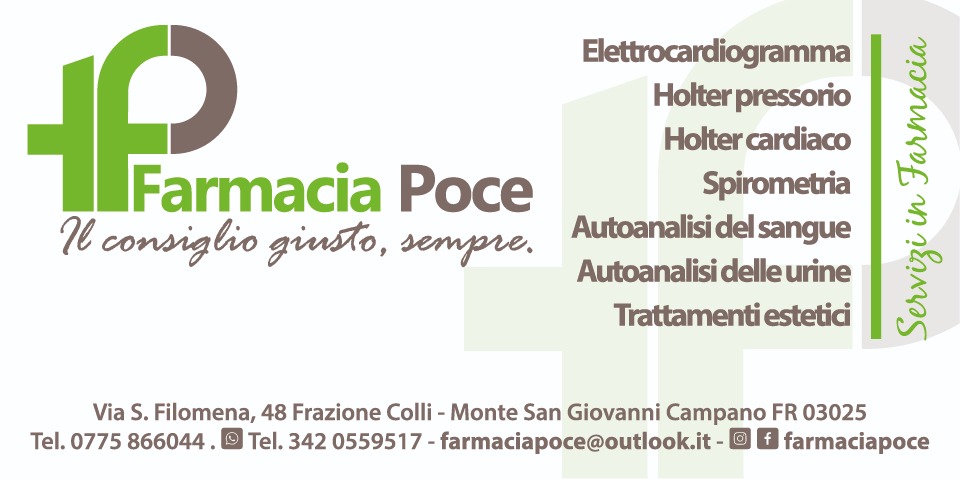 Farmacia Poce
Il consiglio giusto, sempre.
Elettrocardiogramma
Holter pressorio
Holter cardiaco
Spirometria
Autoanalisi del sangue
Autoanalisi delle urine
Trattamenti estetici
Servizi in Farmacia
Via S. Filomena, 48 Frazione Colli - Monte San Giovanni Campano FR 03025
Tel. 0775 866044 . Tel. 342 0559517 - farmaciapoce@outlook.it - farmaciapoce